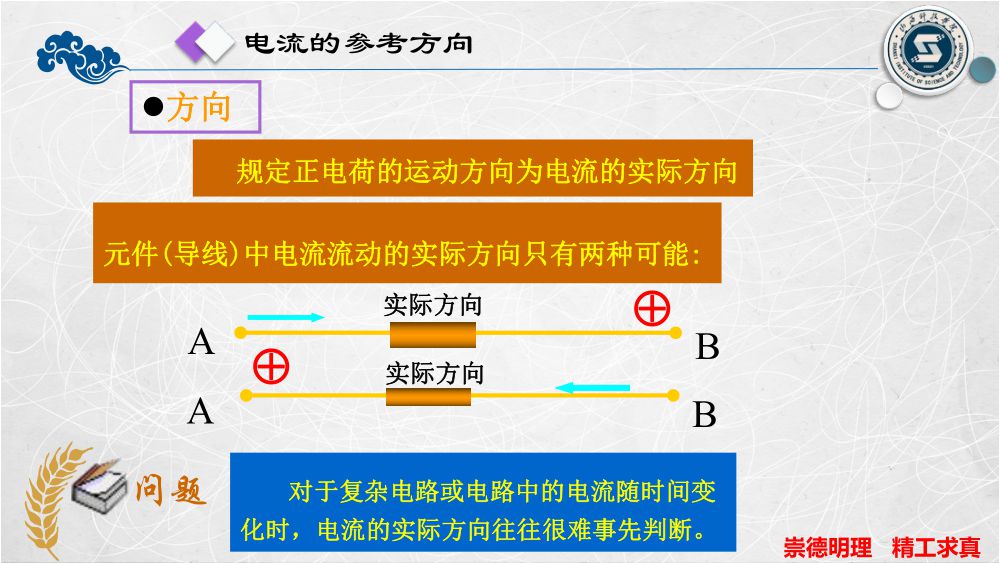 电流的参考方向
●方向
规定正电荷的运动方向为电流的实际方向
元件(导线)中电流流动的实际方向只有两种可能:
实际方向
A
B
实际方向
A
B
问题
对于复杂电路或电路中的电流随时间变
化时，电流的实际方向往往很难事先判断。
崇德明理 精工求真